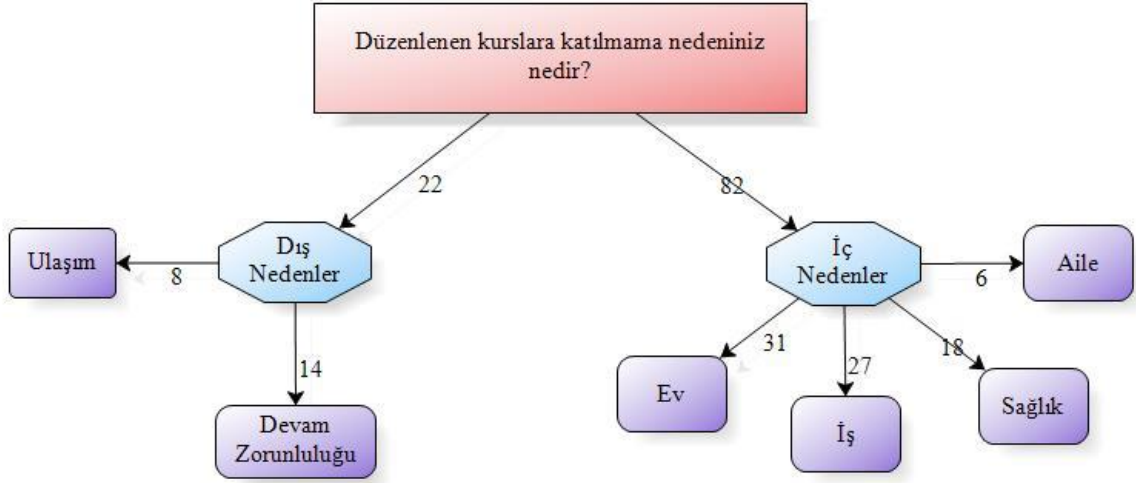 Düzenlenen kurslara katılmama nedeniniz
nedir?
22
82
Ulaşım
8
Dış
Nedenler
İç
Nedenler
6
Aile
14
31
27
18
Devam
Zorunluluğu
Ev
İş
Sağlık